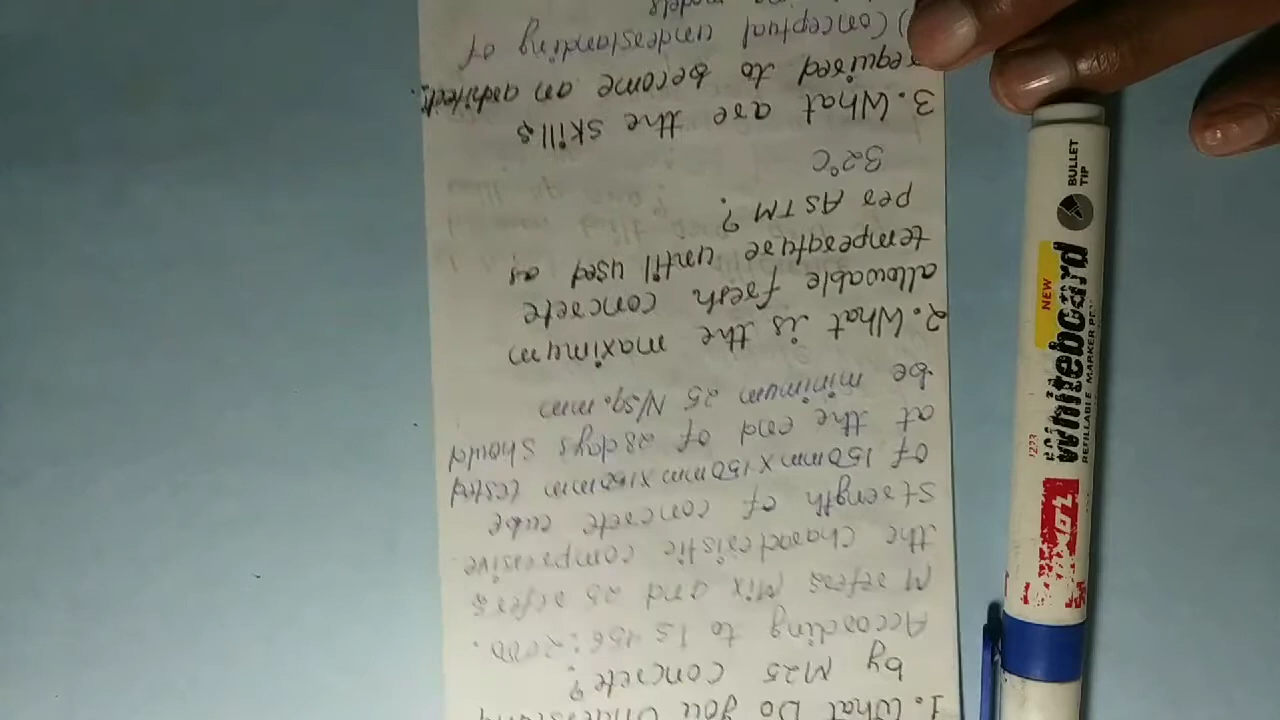 1. What Do you Understand
by M25 concrete?
According to IS 456: 2000.
M refers Mix and 25 refers
the characteristic compressive
strength of concrete cube
of 150mm x 150mm x 150mm tested
at the end of 28 days should
be minimum 25 N/Sq.mm
2. What is the maximum
allowable fresh concrete
temperature until used as
per ASTM?
32°C
3. What are the skills
required to become an architect.
) Conceptual understanding of
models
NEW
1223
Whiteboard
REFILLABLE MARKER PEN
BULLET
TIP